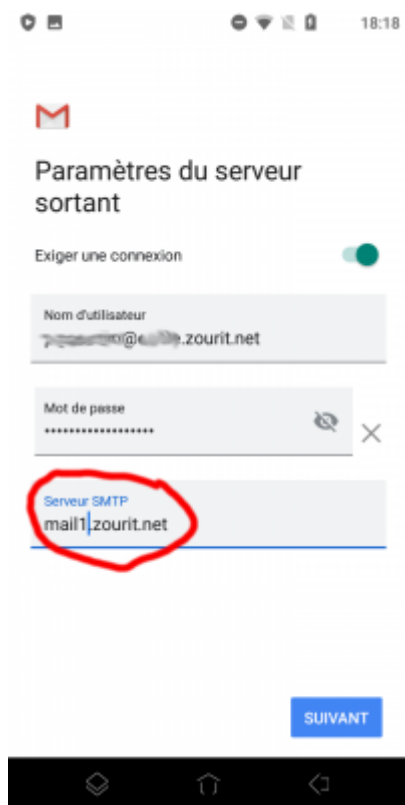 18:18
Paramètres du serveur
sortant
Exiger une connexion
Nom d'utilisateur
.zourit.net
Mot de passe
••••••••••••••••••
Serveur SMTP
mail1.zourit.net
SUIVANT